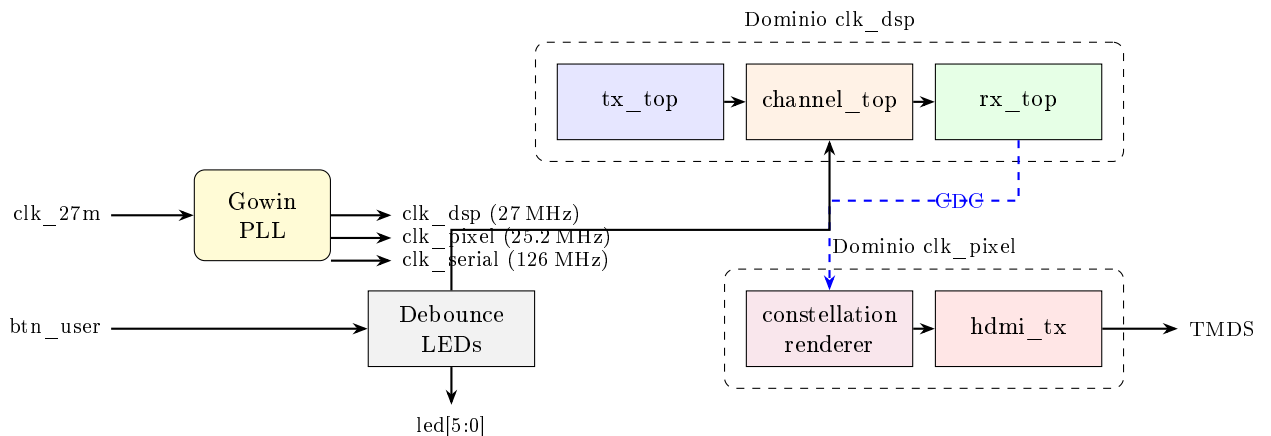 Dominio clk_dsp
tx_top
channel_top
rx_top
clk_27m
Gowin
PLL
clk_dsp (27 MHz)
clk_pixel (25.2 MHz)
clk_serial (126 MHz)
CDC
Dominio clk_pixel
btn_user
Debounce
LEDs
constellation
renderer
hdmi_tx
TMDS
led[5:0]